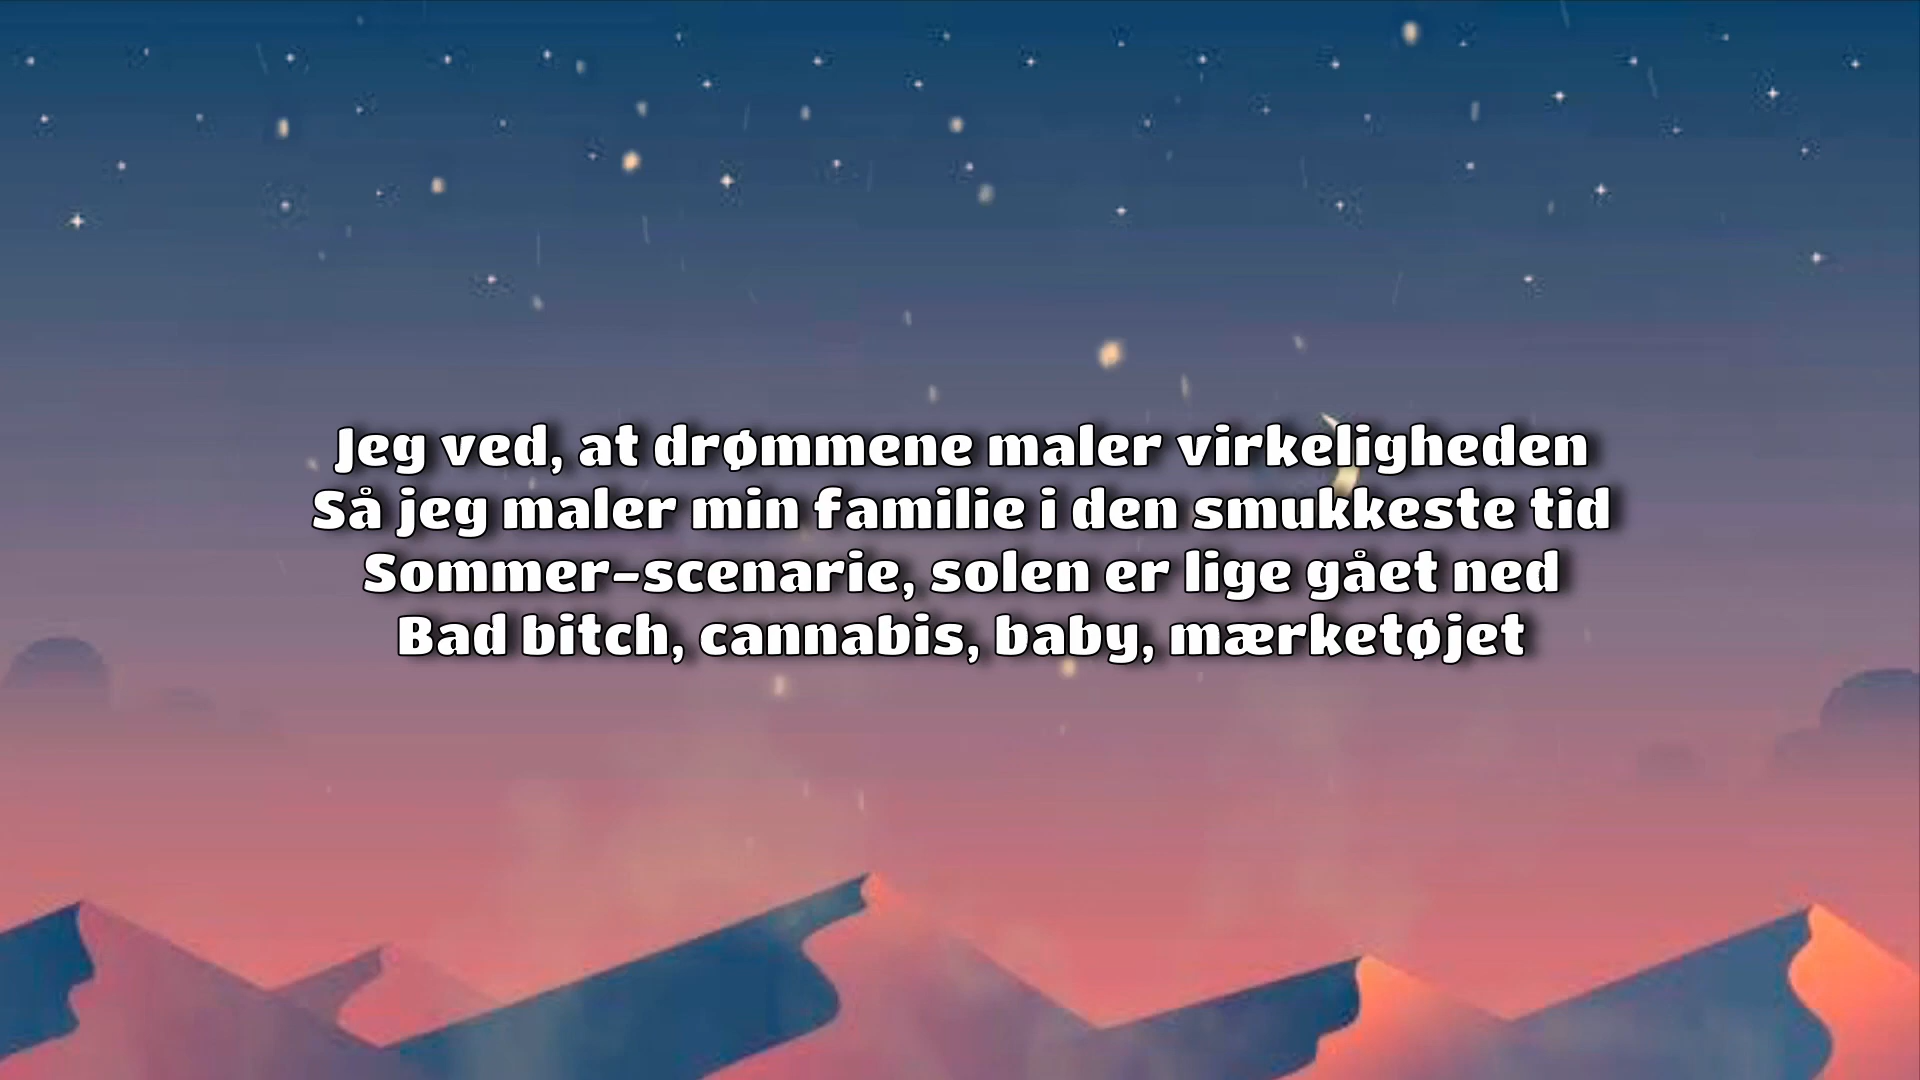 Jeg ved, at drømmene maler virkeligheden
Så jeg maler min familie i den smukkeste tid
Sommer-scenarie, solen er lige gået ned
Bad bitch, cannabis, baby, mærketøjet